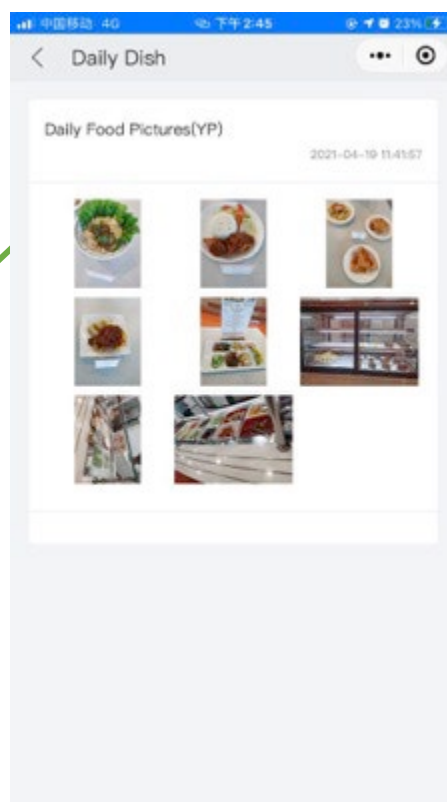 中国移动 4G 下午2:45 23%
Daily Dish
Daily Food Pictures(YP)
2021-04-19 11:41:57